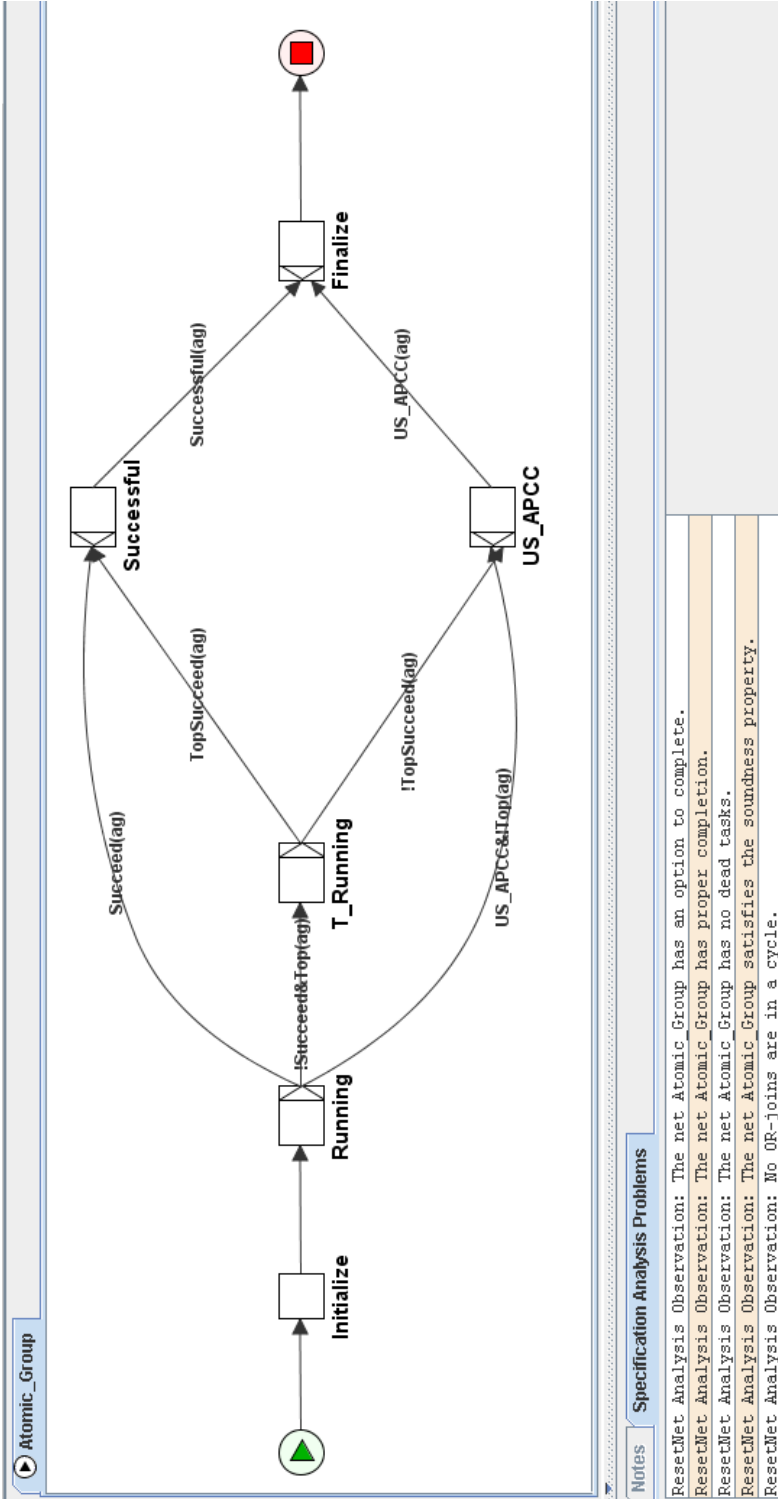 Atomic_Group
Succeed(ag)
Successful
Successful(ag)
TopSucceed(ag)
Initialize
Running
!Succeed&Top(ag)
T_Running
Finalize
!TopSucceed(ag)
US_APCC(ag)
US_APCC&!Top(ag)
US_APCC
Notes
Specification Analysis Problems
ResetNet Analysis Observation: The net Atomic_Group has an option to complete.
ResetNet Analysis Observation: The net Atomic_Group has proper completion.
ResetNet Analysis Observation: The net Atomic_Group has no dead tasks.
ResetNet Analysis Observation: The net Atomic_Group satisfies the soundness property.
ResetNet Analysis Observation: No OR-joins are in a cycle.